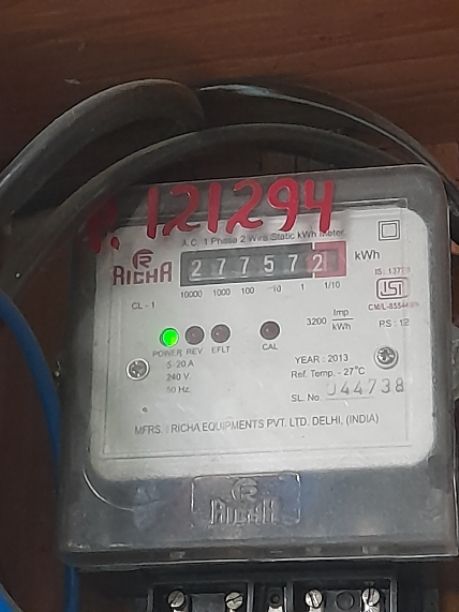 121294
A.C. 1 Phase 2 Wire Static kWh Meter
RICHA
277572 kWh
10000 1000 100 10 1 1/10
IS: 13779
ISI
CL - 1
3200 Imp/kWh
P.S : 12
POWER REV EFLT CAL
5-20 A
240 V.
50 Hz.
YEAR : 2013
Ref. Temp. - 27°C
SL. No. 044738
MFRS. : RICHA EQUIPMENTS PVT. LTD. DELHI, (INDIA)
RICHA